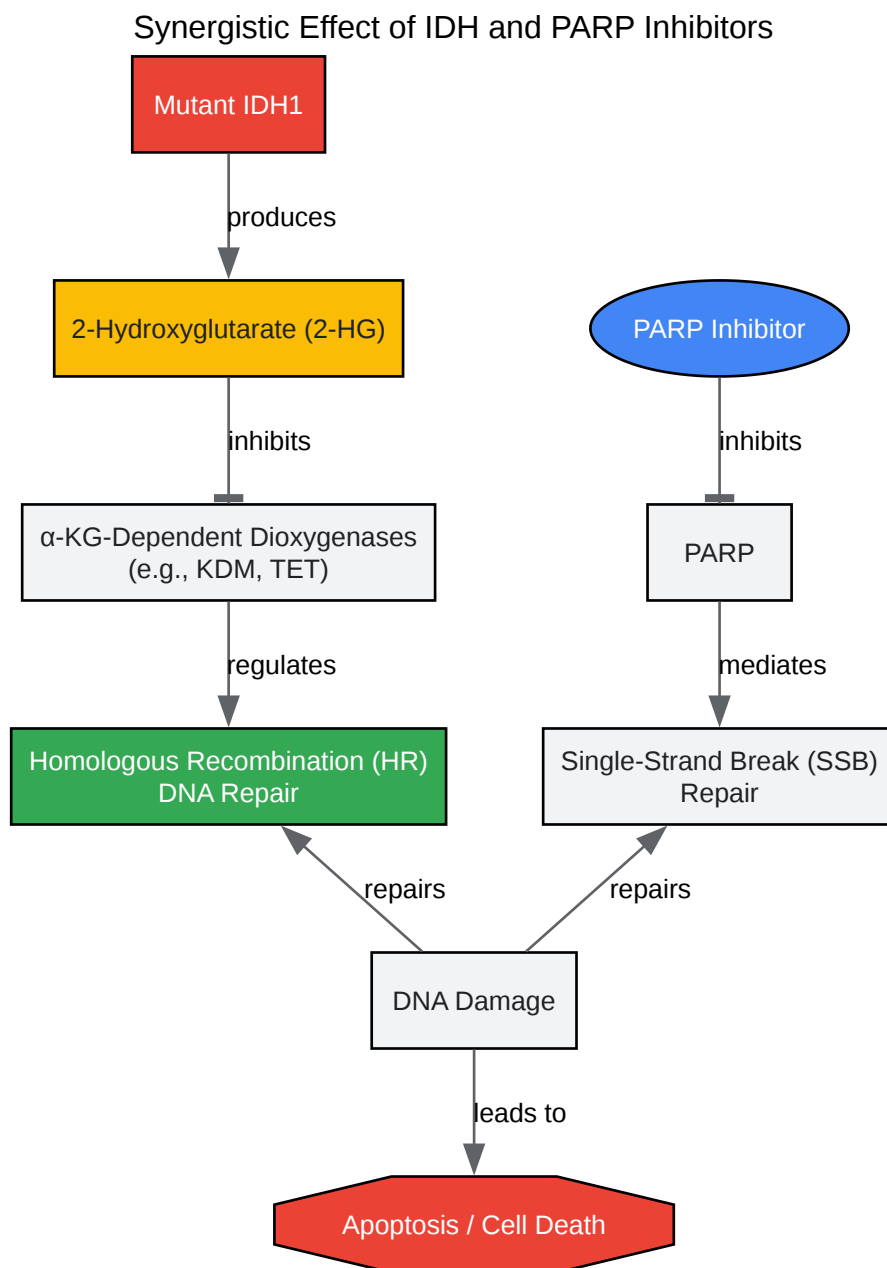 Synergistic Effect of IDH and PARP Inhibitors
Mutant IDH1
produces
2-Hydroxyglutarate (2-HG)
PARP Inhibitor
inhibits
inhibits
α-KG-Dependent Dioxygenases
(e.g., KDM, TET)
PARP
regulates
mediates
Homologous Recombination (HR)
DNA Repair
Single-Strand Break (SSB)
Repair
repairs
repairs
DNA Damage
leads to
Apoptosis / Cell Death